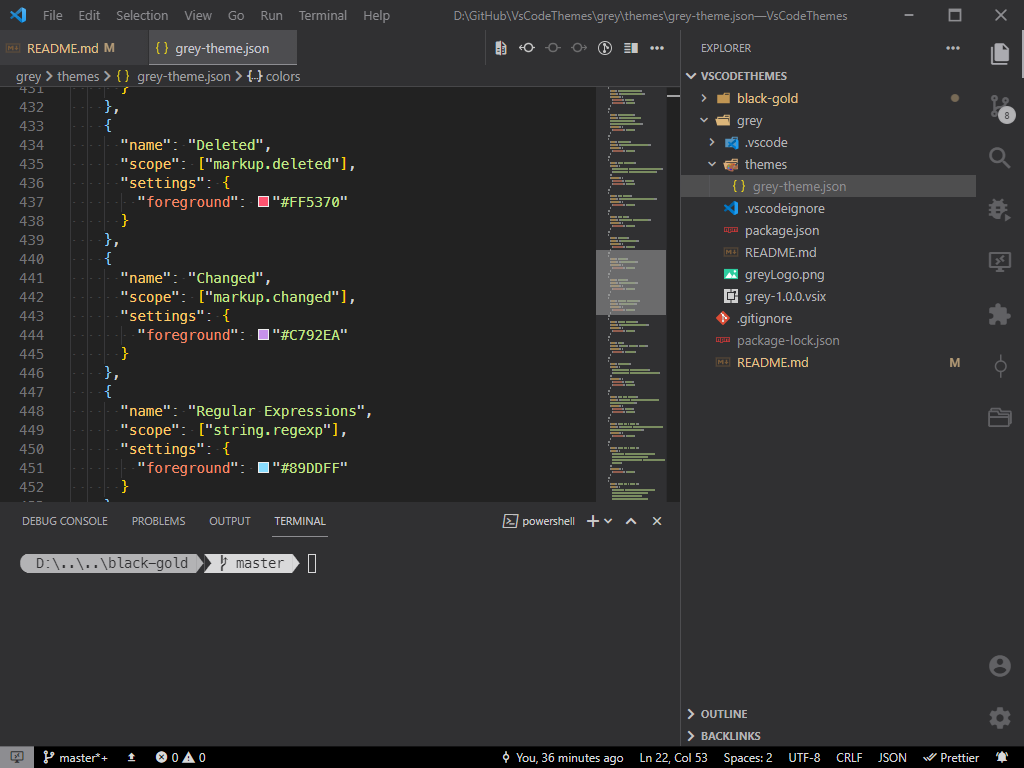 File Edit Selection View Go Run Terminal Help D:\GitHub\VsCodeThemes\grey\themes\grey-theme.json—VsCodeThemes
README.md M {} grey-theme.json
grey > themes > {} grey-theme.json > {..} colors
431 }
432 },
433 {
434 "name": "Deleted",
435 "scope": ["markup.deleted"],
436 "settings": {
437 "foreground": "#FF5370"
438 }
439 },
440 {
441 "name": "Changed",
442 "scope": ["markup.changed"],
443 "settings": {
444 "foreground": "#C792EA"
445 }
446 },
447 {
448 "name": "Regular Expressions",
449 "scope": ["string.regexp"],
450 "settings": {
451 "foreground": "#89DDFF"
452 }
DEBUG CONSOLE PROBLEMS OUTPUT TERMINAL powershell
D:\..\..\black-gold master
EXPLORER
VSCODETHEMES
black-gold
grey
.vscode
themes
{} grey-theme.json
.vscodeignore
package.json
README.md
greyLogo.png
grey-1.0.0.vsix
.gitignore
package-lock.json
README.md M
OUTLINE
BACKLINKS
8
master*+ 0 0 You, 36 minutes ago Ln 22, Col 53 Spaces: 2 UTF-8 CRLF JSON Prettier